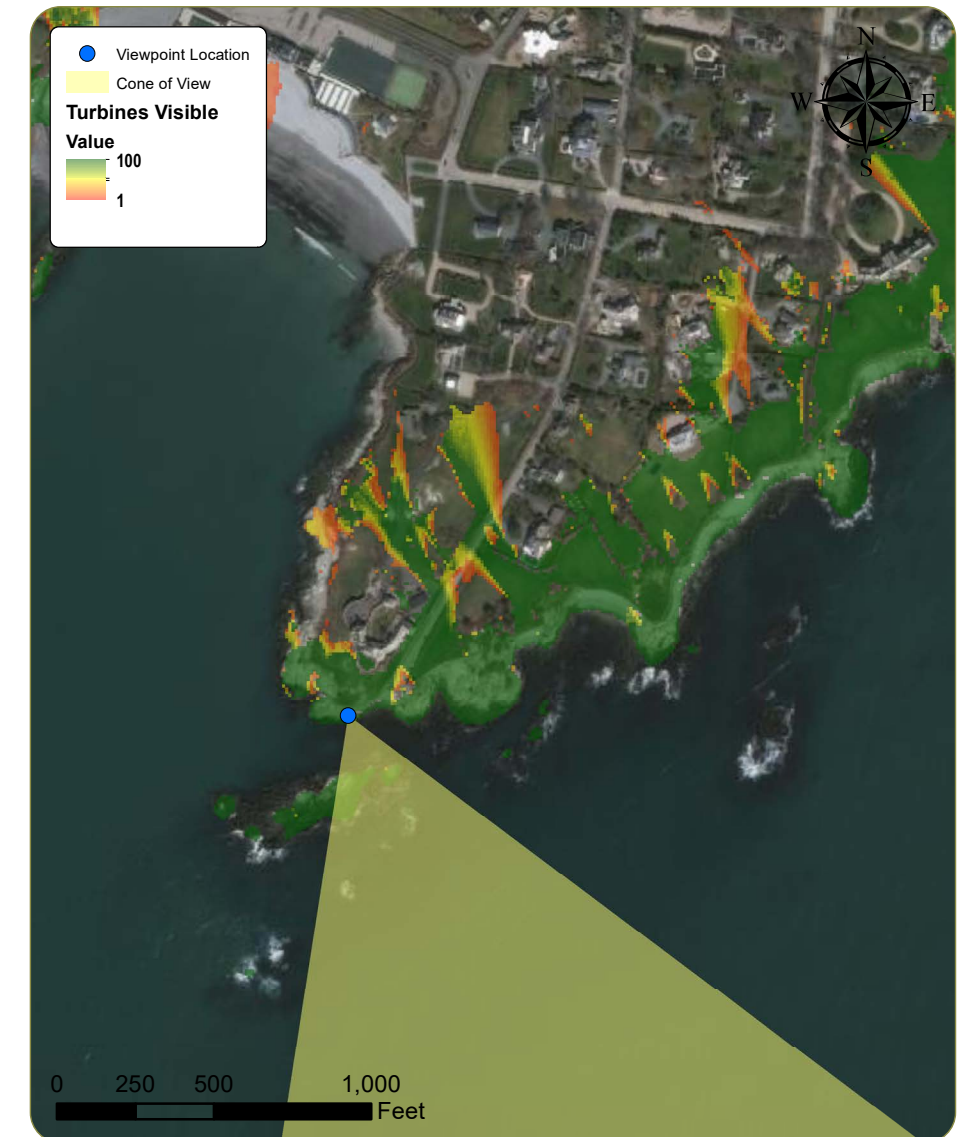 Viewpoint Location
Cone of View
Turbines Visible
Value
100
1
N
W
E
S
0 250 500 1,000
Feet